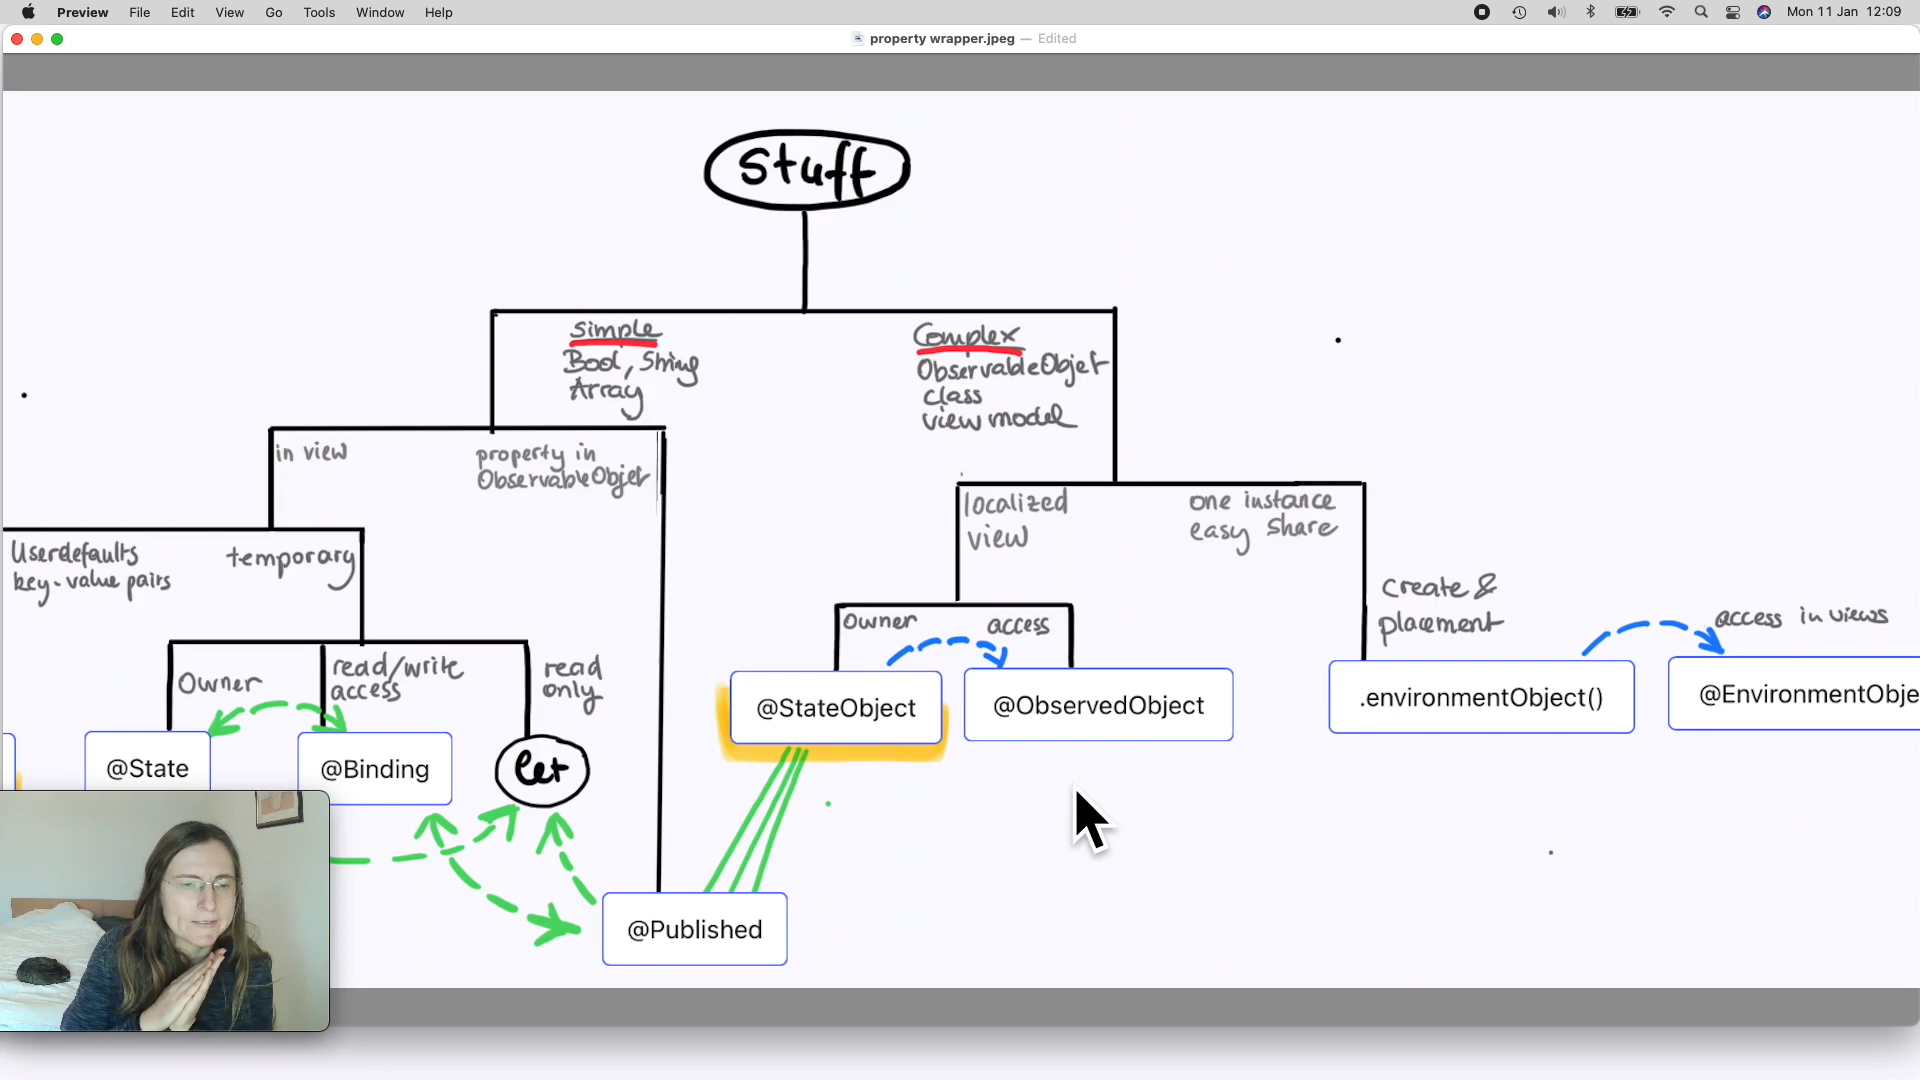 Preview File Edit View Go Tools Window Help
Mon 11 Jan 12:09
property wrapper.jpeg — Edited
Stuff
simple
Bool, String
Array
Complex
ObservableObjet
class
view model
in view
property in
ObservableObjet
localized
view
one instance
easy share
Userdefaults
key-value pairs
temporary
Create &
placement
access in views
Owner
access
Owner
read/write
access
read
only
@StateObject
@ObservedObject
.environmentObject()
@EnvironmentObje
@State
@Binding
let
@Published